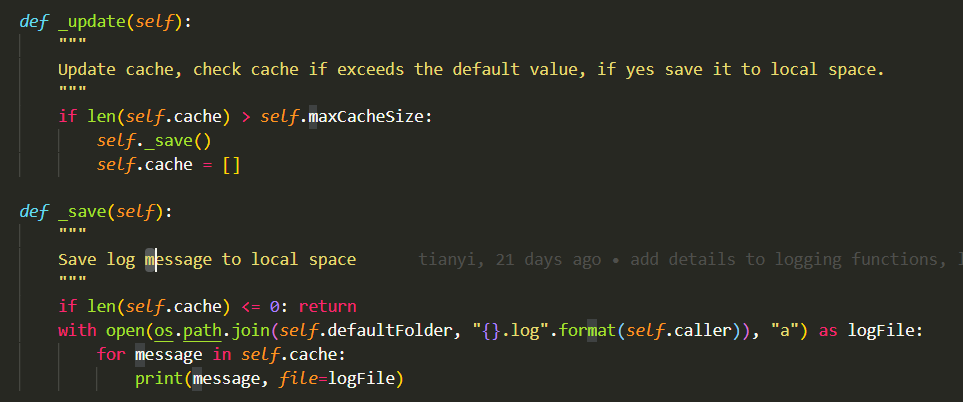 def _update(self):
"""
Update cache, check cache if exceeds the default value, if yes save it to local space.
"""
if len(self.cache) > self.maxCacheSize:
self._save()
self.cache = []
def _save(self):
"""
Save log message to local space tianyi, 21 days ago • add details to logging functions,
"""
if len(self.cache) <= 0: return
with open(os.path.join(self.defaultFolder, "{}.log".format(self.caller)), "a") as logFile:
for message in self.cache:
print(message, file=logFile)